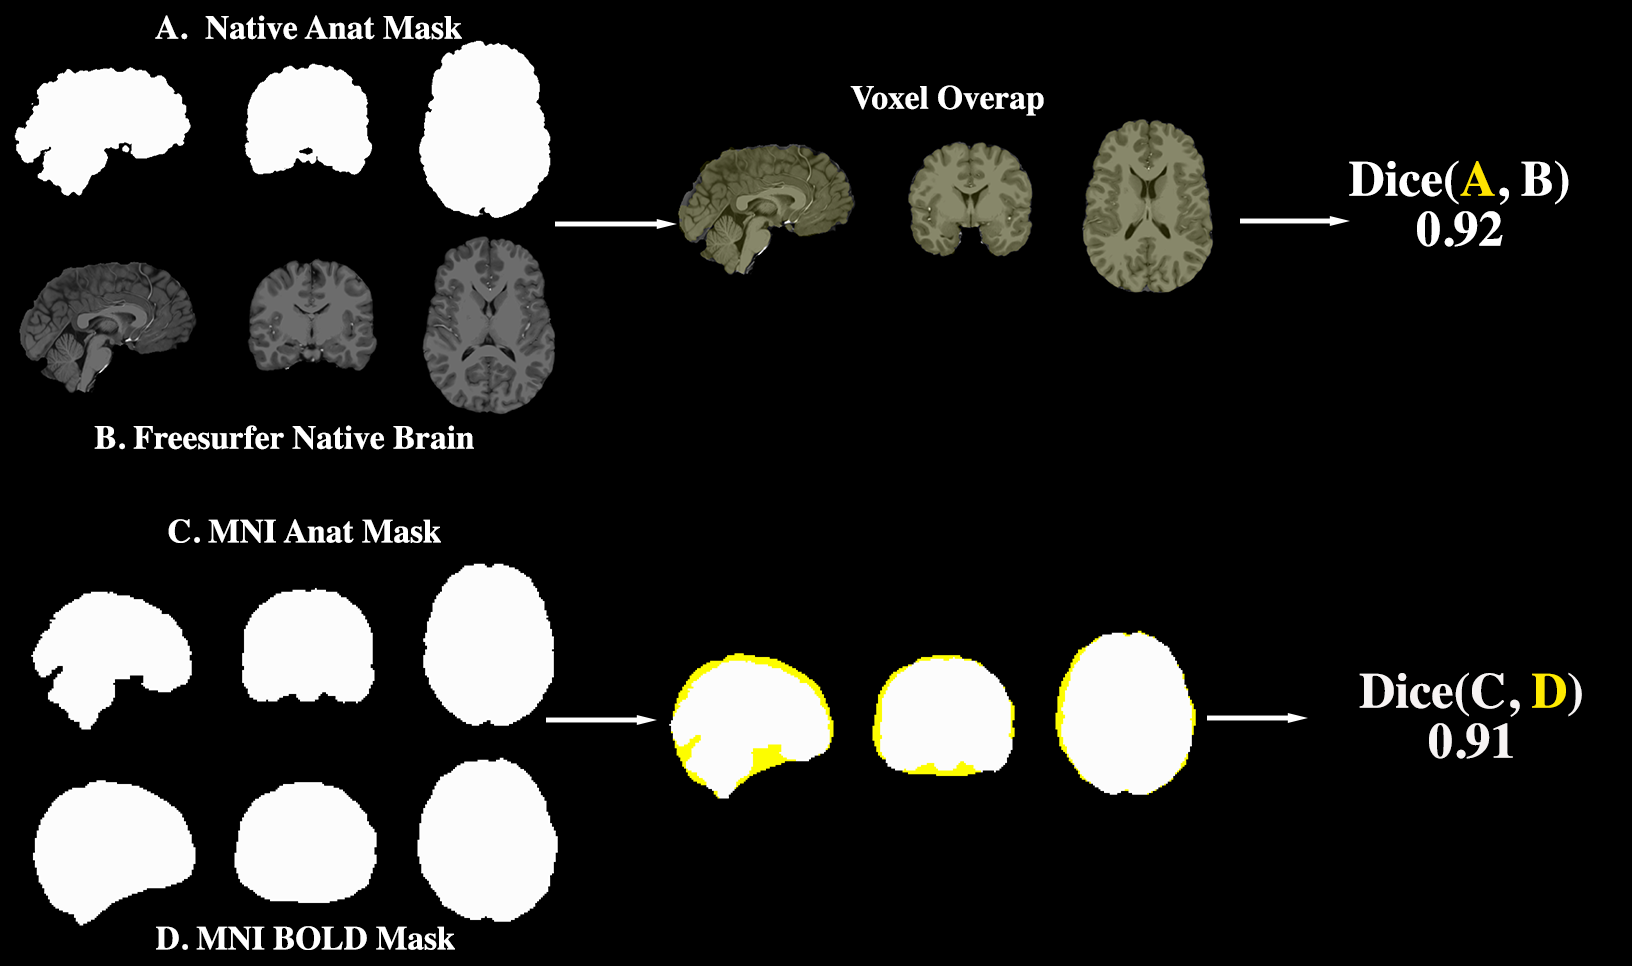 A. Native Anat Mask
Voxel Overap
Dice(A, B)
0.92
B. Freesurfer Native Brain
C. MNI Anat Mask
Dice(C, D)
0.91
D. MNI BOLD Mask